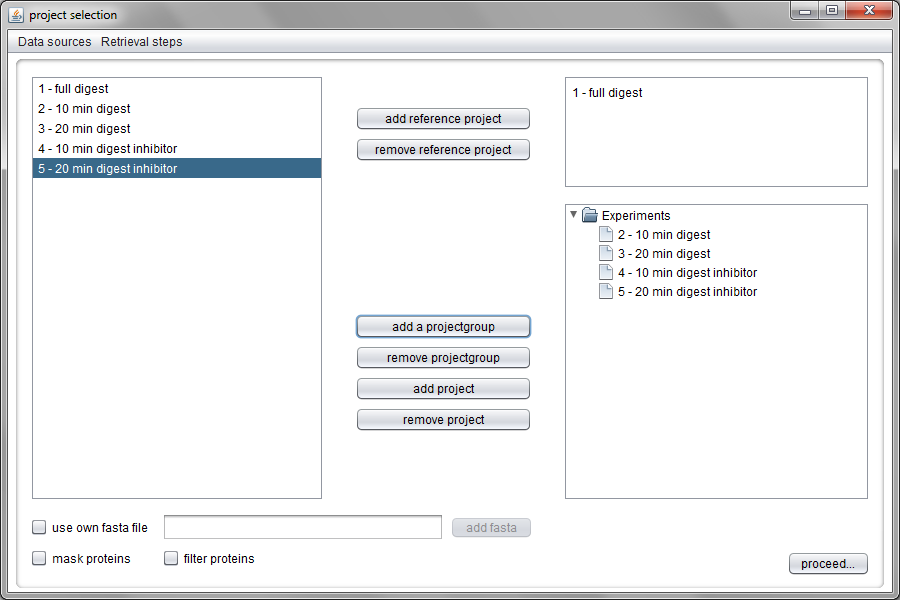 project selection
Data sources Retrieval steps
1 - full digest
2 - 10 min digest
3 - 20 min digest
4 - 10 min digest inhibitor
5 - 20 min digest inhibitor
add reference project
remove reference project
add a projectgroup
remove projectgroup
add project
remove project
1 - full digest
Experiments
2 - 10 min digest
3 - 20 min digest
4 - 10 min digest inhibitor
5 - 20 min digest inhibitor
use own fasta file add fasta
mask proteins filter proteins
proceed...